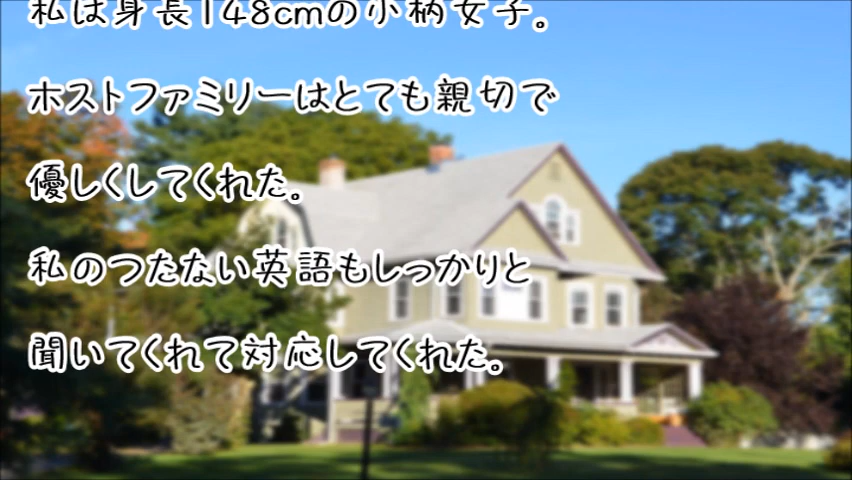 私は身長148cmの小柄女子。
ホストファミリーはとても親切で
優しくしてくれた。
私のつたない英語もしっかりと
聞いてくれて対応してくれた。